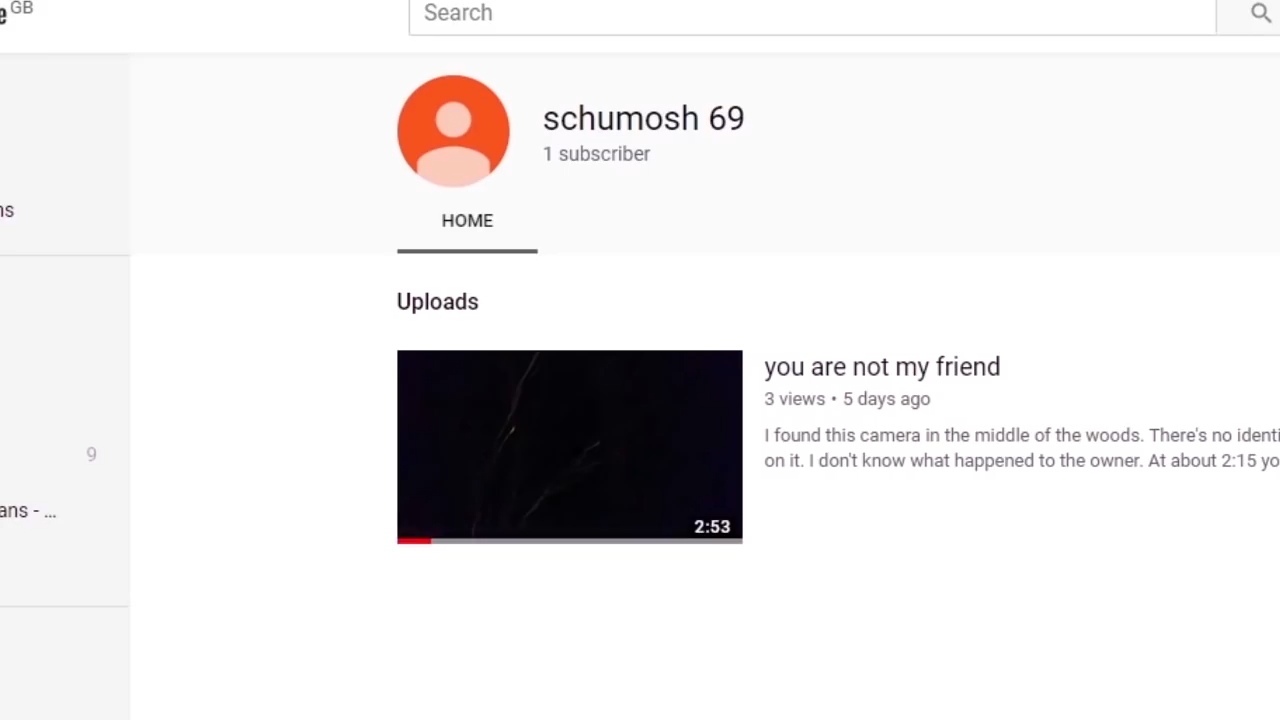 GB
Search
schumosh 69
1 subscriber
HOME
Uploads
you are not my friend
3 views • 5 days ago
I found this camera in the middle of the woods. There's no identi
on it. I don't know what happened to the owner. At about 2:15 yo
2:53
ns
9
ans - …